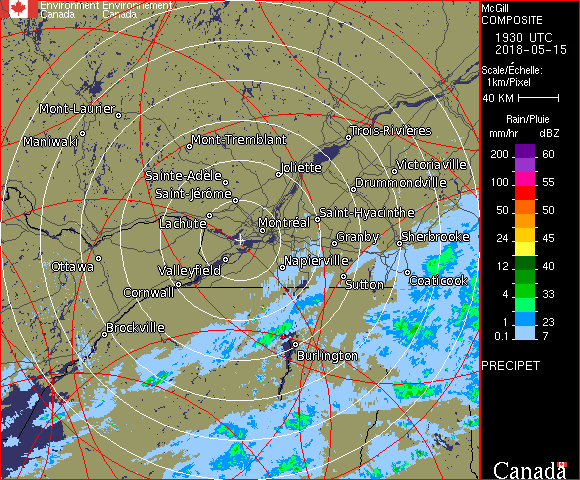 Environment Environnement
Canada Canada
McGill
COMPOSITE
1930 UTC
2018-05-15
Scale/Échelle:
1km/Pixel
40 KM
Rain/Pluie
mm/hr dBZ
200 60
100 55
50 50
24 45
12 40
4 33
1 23
0.1 7
PRECIPET
Canada
Mont-Laurier
Maniwaki
Mont-Tremblant
Trois-Rivières
Sainte-Adèle
Joliette
Victoriaville
Saint-Jérôme
Drummondville
Lachute
Montréal
Saint-Hyacinthe
Granby
Sherbrooke
Ottawa
Valleyfield
Napierville
Cornwall
Sutton
Coaticook
Brockville
Burlington